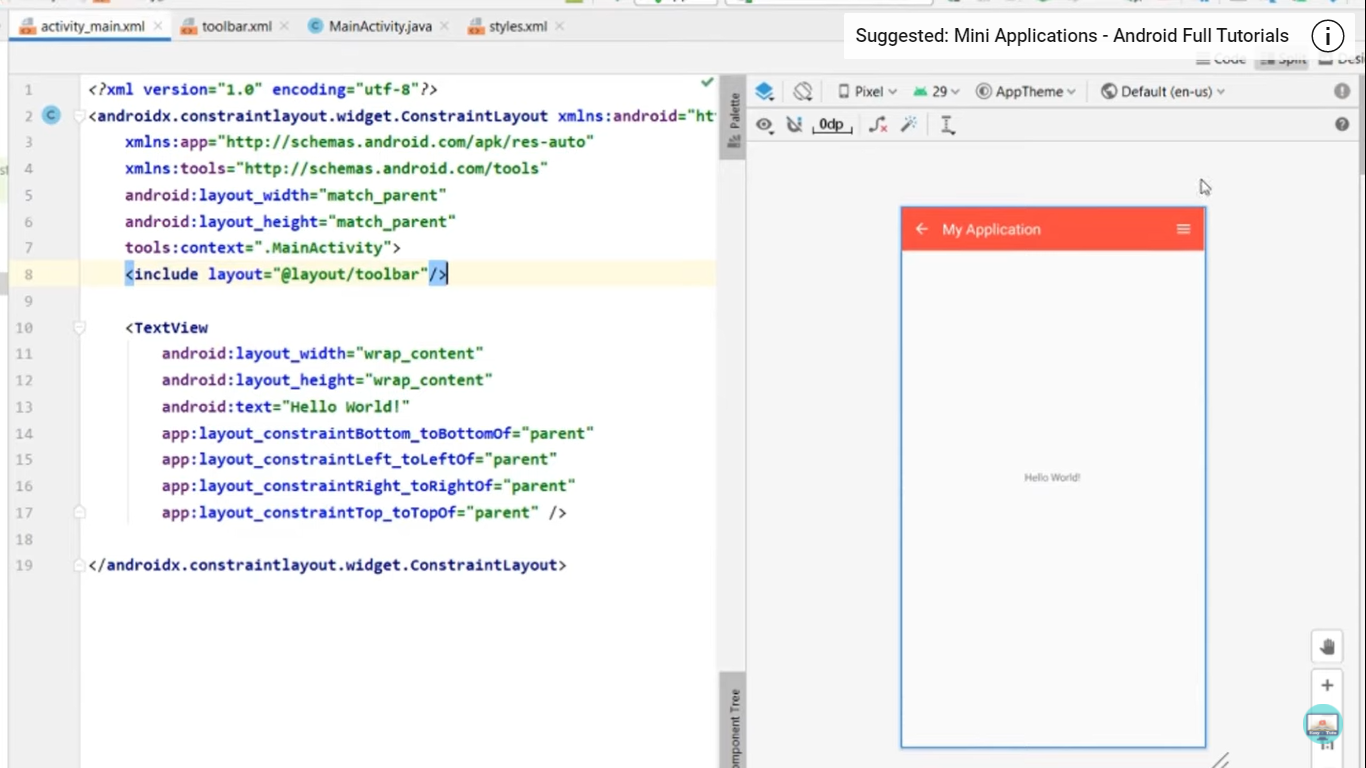 activity_main.xml toolbar.xml MainActivity.java styles.xml
Suggested: Mini Applications - Android Full Tutorials
Code Split
Pixel 29 AppTheme Default (en-us)
0dp
Palette
1 <?xml version="1.0" encoding="utf-8"?>
2 <androidx.constraintlayout.widget.ConstraintLayout xmlns:android="ht
3 xmlns:app="http://schemas.android.com/apk/res-auto"
4 xmlns:tools="http://schemas.android.com/tools"
5 android:layout_width="match_parent"
6 android:layout_height="match_parent"
7 tools:context=".MainActivity">
8 <include layout="@layout/toolbar"/>
9
10 <TextView
11 android:layout_width="wrap_content"
12 android:layout_height="wrap_content"
13 android:text="Hello World!"
14 app:layout_constraintBottom_toBottomOf="parent"
15 app:layout_constraintLeft_toLeftOf="parent"
16 app:layout_constraintRight_toRightOf="parent"
17 app:layout_constraintTop_toTopOf="parent" />
18
19 </androidx.constraintlayout.widget.ConstraintLayout>
My Application
Hello World!
mponent Tree